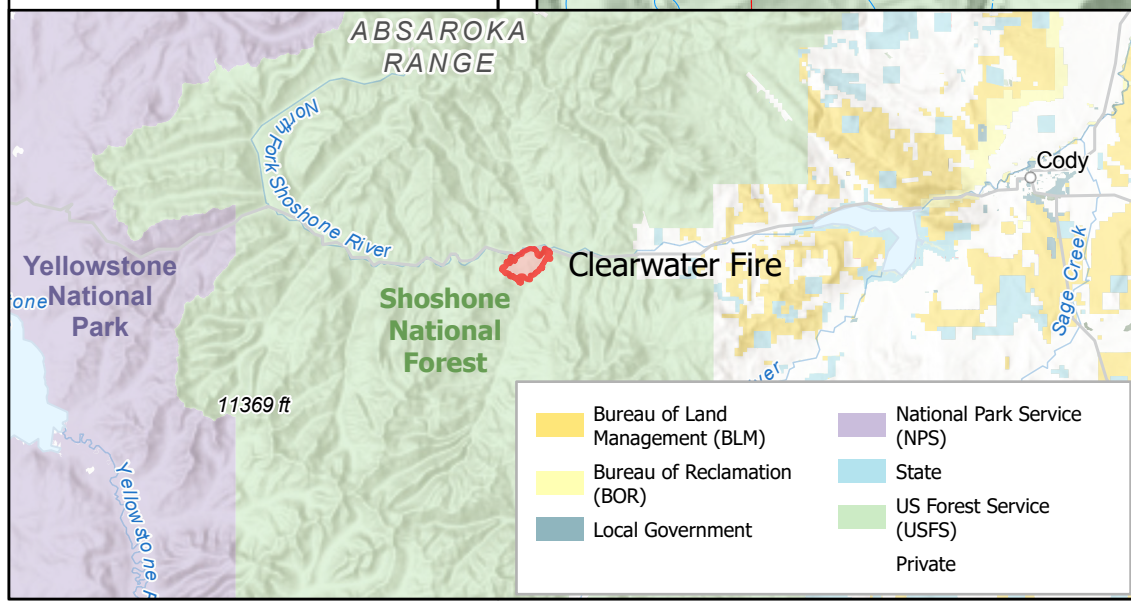 ABSAROKA
RANGE
North Fork Shoshone River
Cody
Clearwater Fire
Sage Creek
Yellowstone
National
Park
one
Shoshone
National
Forest
11369 ft
Yellowstone R
ver
Bureau of Land
Management (BLM)
Bureau of Reclamation
(BOR)
Local Government
National Park Service
(NPS)
State
US Forest Service
(USFS)
Private